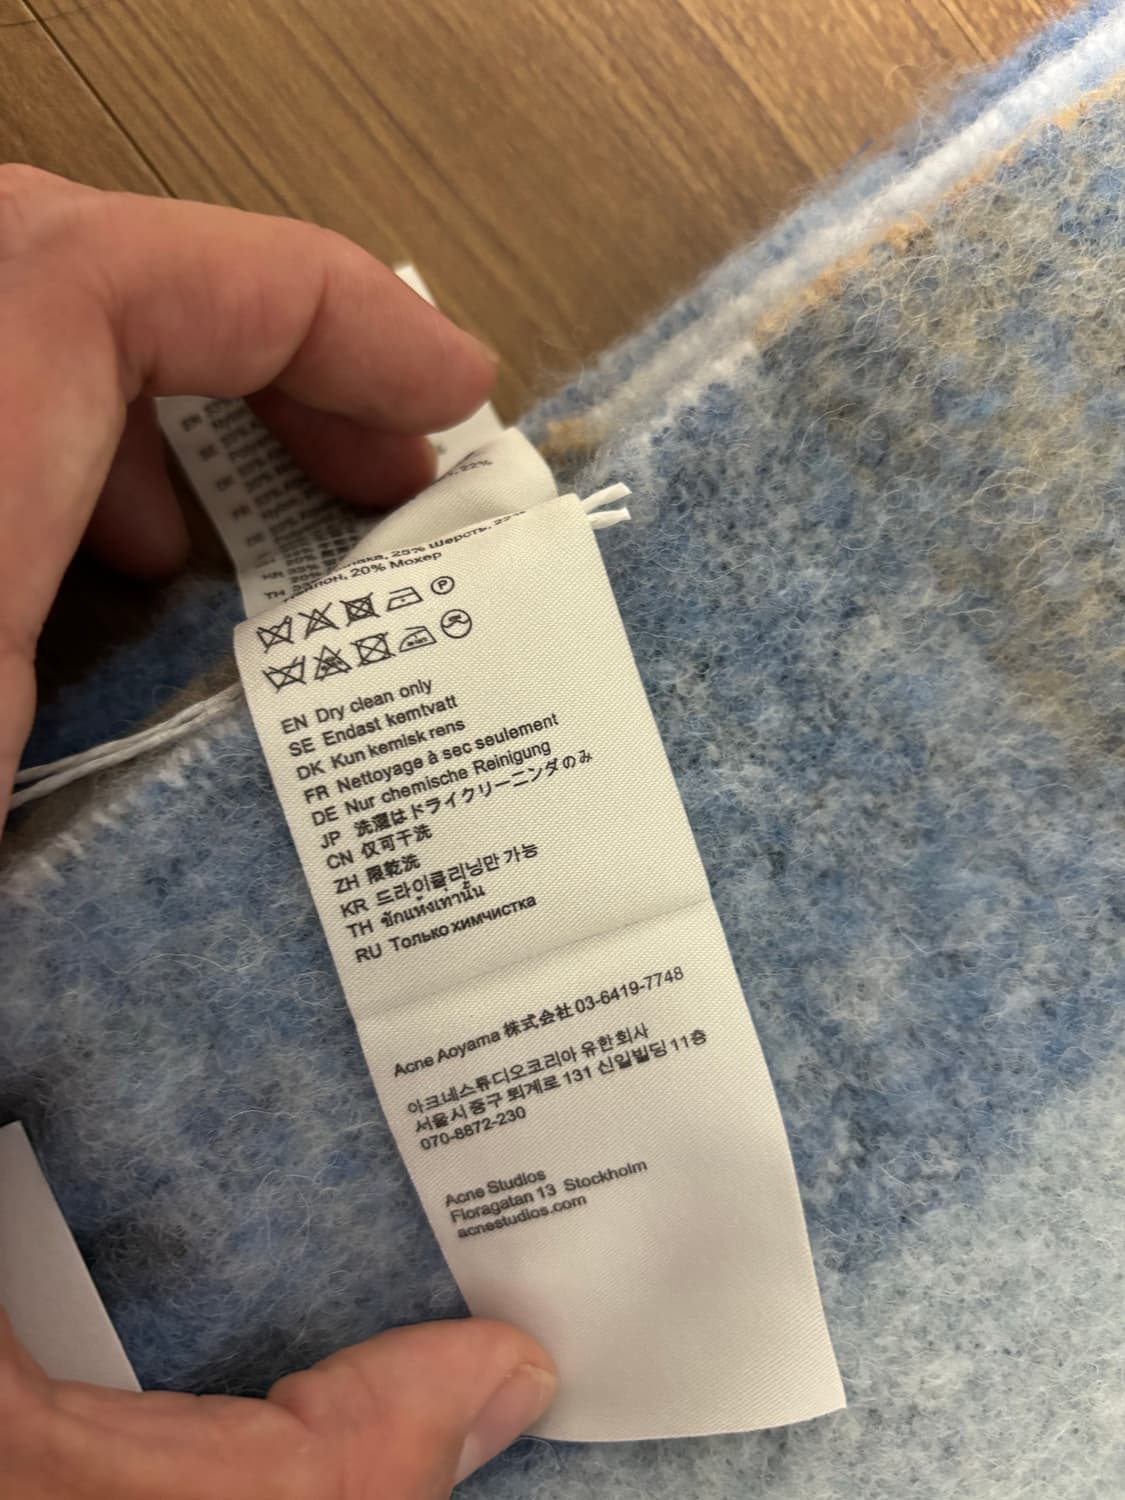 25% Шерсть, 22%
20% Мохер
P
EN Dry clean only
SE Endast kemtvatt
DK Kun kemisk rens
FR Nettoyage à sec seulement
DE Nur chemische Reinigung
JP 洗濯はドライクリーニングのみ
CN 仅可干洗
ZH 限乾洗
KR 드라이클리닝만 가능
TH ซักแห้งเท่านั้น
RU Только химчистка
Acne Aoyama 株式会社 03-6419-7748
아크네스튜디오코리아 유한회사
서울시 중구 퇴계로 131 신일빌딩 11층
070-8872-230
Acne Studios
Floragatan 13 Stockholm
acnestudios.com